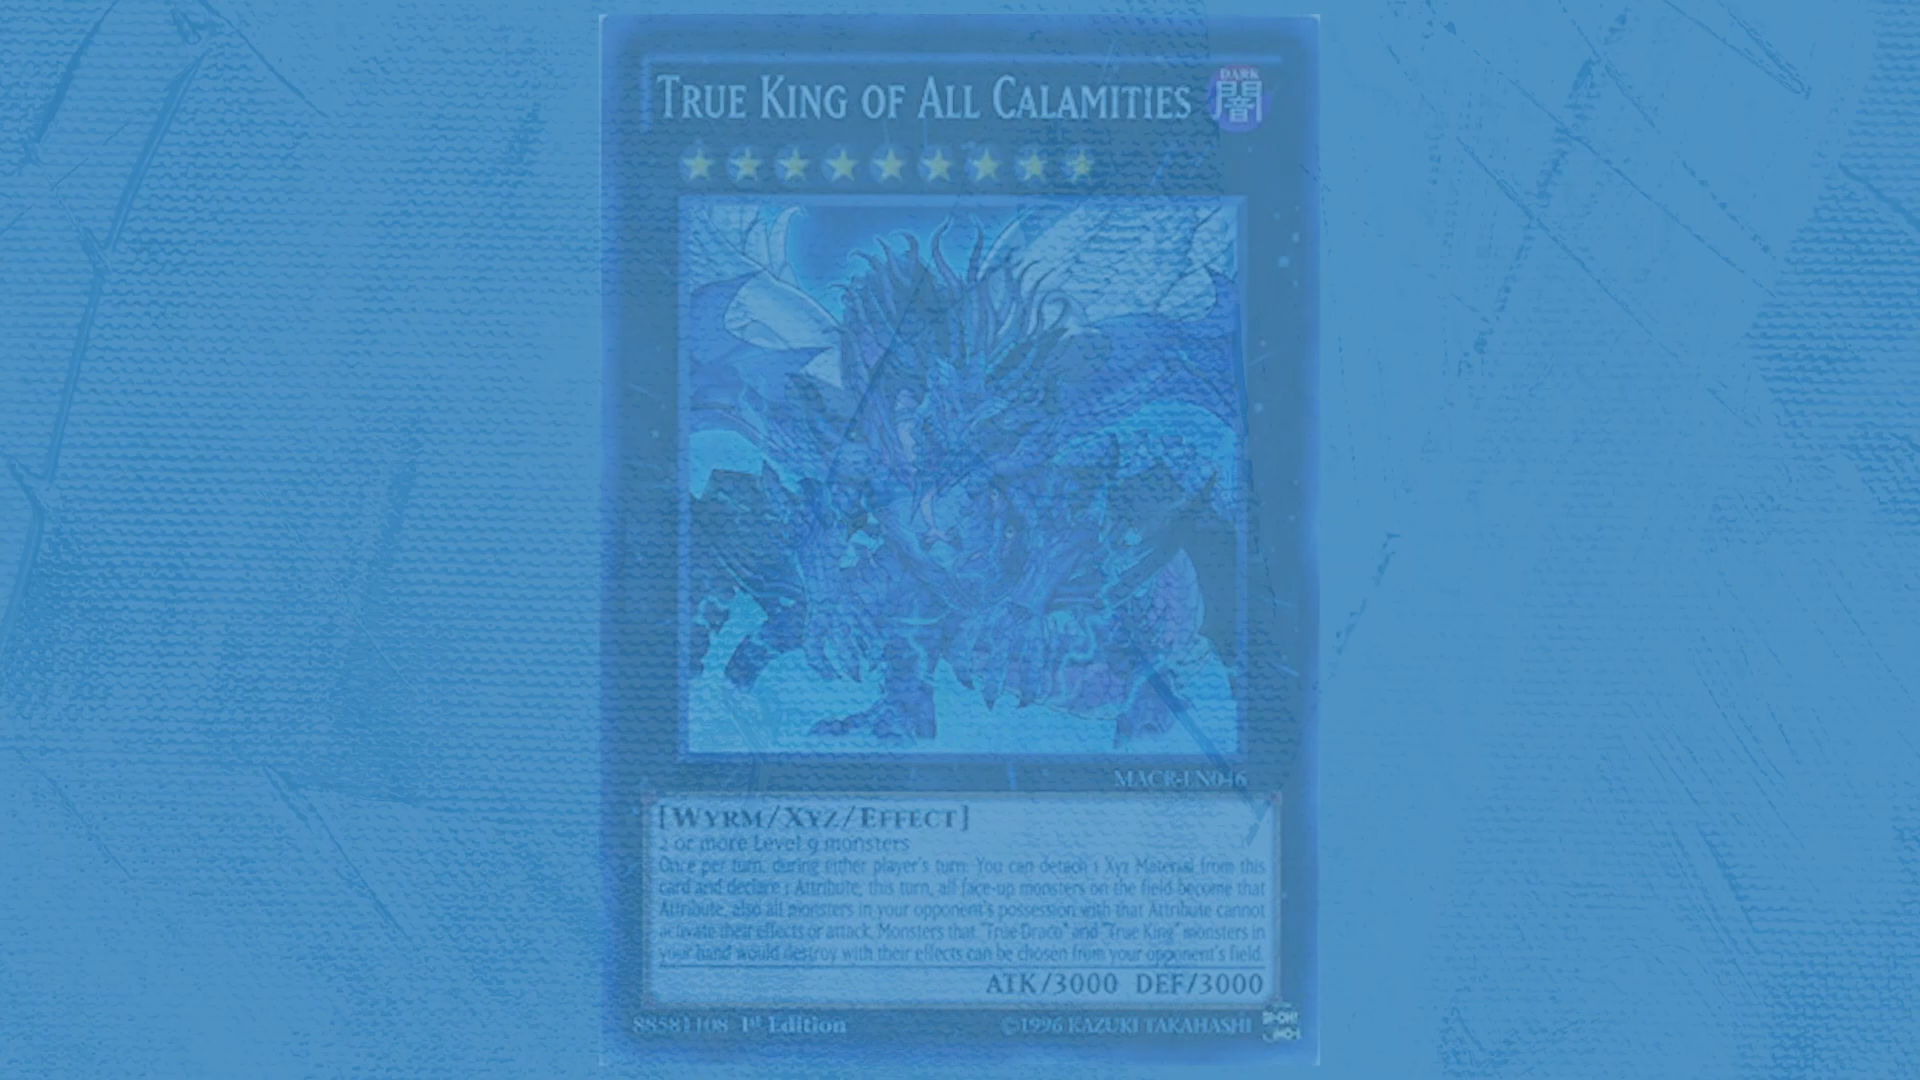 TRUE KING OF ALL CALAMITIES
DARK
闇
MACR-EN046
[WYRM/XYZ/EFFECT]
2 or more Level 9 monsters
Once per turn, during either player's turn: You can detach 1 Xyz Material from this
card and declare 1 Attribute; this turn, all face-up monsters on the field become that
Attribute, also all monsters in your opponent's possession with that Attribute cannot
activate their effects or attack. Monsters that "True Draco" and "True King" monsters in
your hand would destroy with their effects can be chosen from your opponent's field.
ATK/3000 DEF/3000
88581108 1st Edition
©1996 KAZUKI TAKAHASHI